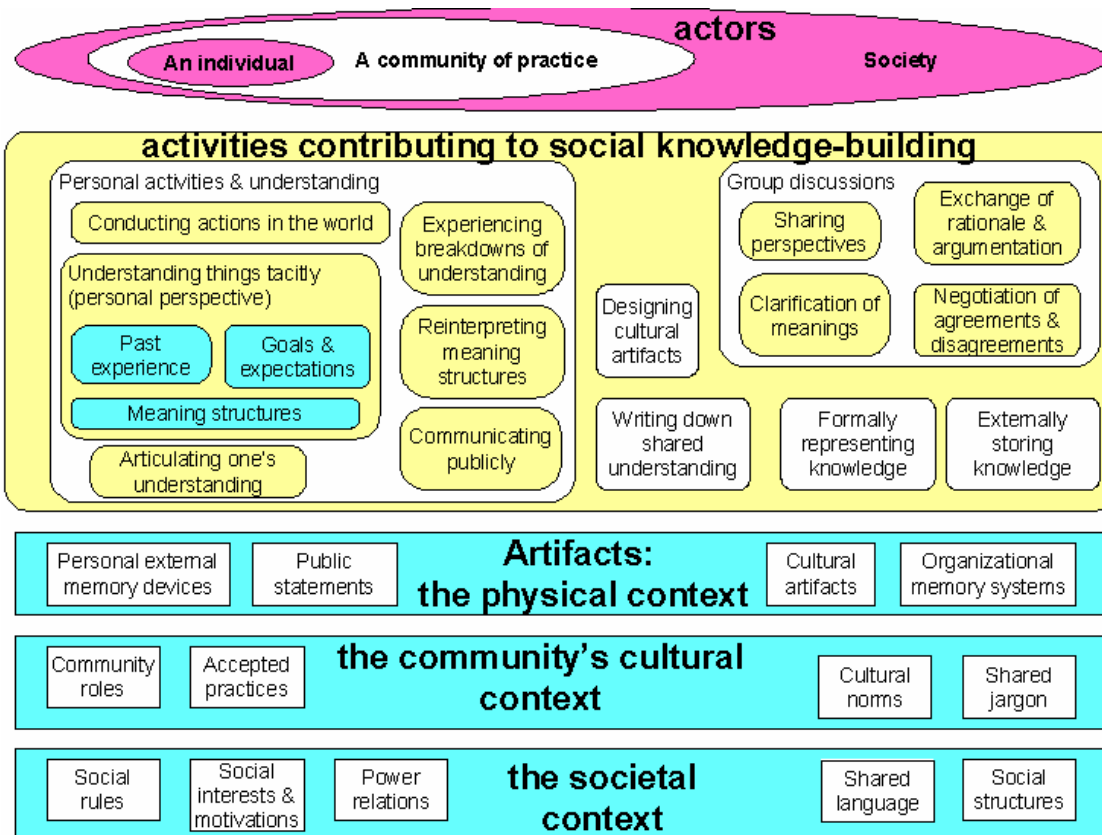 actors
An individual
A community of practice
Society
activities contributing to social knowledge-building
Personal activities & understanding
Conducting actions in the world
Understanding things tacitly
(personal perspective)
Past
experience
Goals &
expectations
Meaning structures
Articulating one's
understanding
Experiencing
breakdowns of
understanding
Reinterpreting
meaning
structures
Communicating
publicly
Designing
cultural
artifacts
Group discussions
Sharing
perspectives
Exchange of
rationale &
argumentation
Clarification of
meanings
Negotiation of
agreements &
disagreements
Writing down
shared
understanding
Formally
representing
knowledge
Externally
storing
knowledge
Personal external
memory devices
Public
statements
Artifacts:
the physical context
Cultural
artifacts
Organizational
memory systems
Community
roles
Accepted
practices
the community's cultural
context
Cultural
norms
Shared
jargon
Social
rules
Social
interests &
motivations
Power
relations
the societal
context
Shared
language
Social
structures